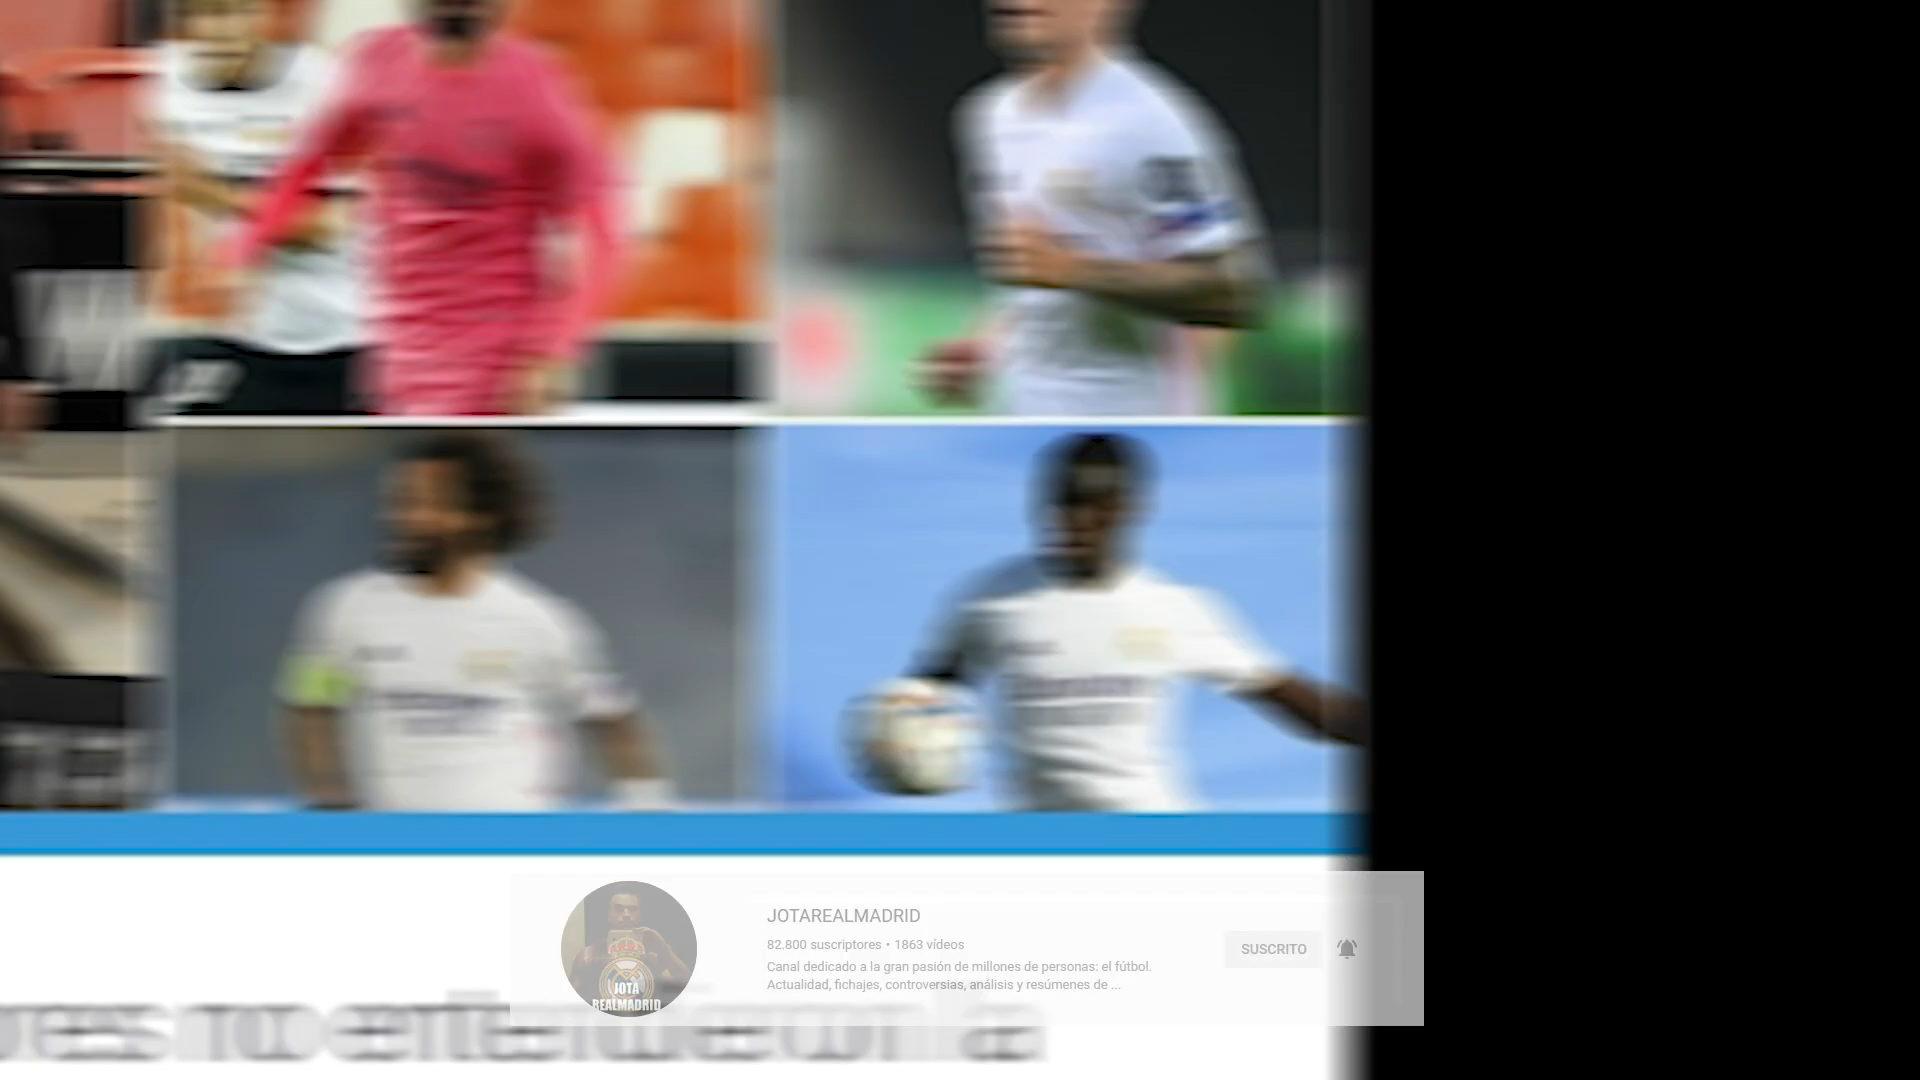 JOTAREALMADRID
82.800 suscriptores • 1863 vídeos
SUSCRITO
Canal dedicado a la gran pasión de millones de personas: el fútbol.
Actualidad, fichajes, controversias, análisis y resúmenes de ...
JOTA
REALMADRID